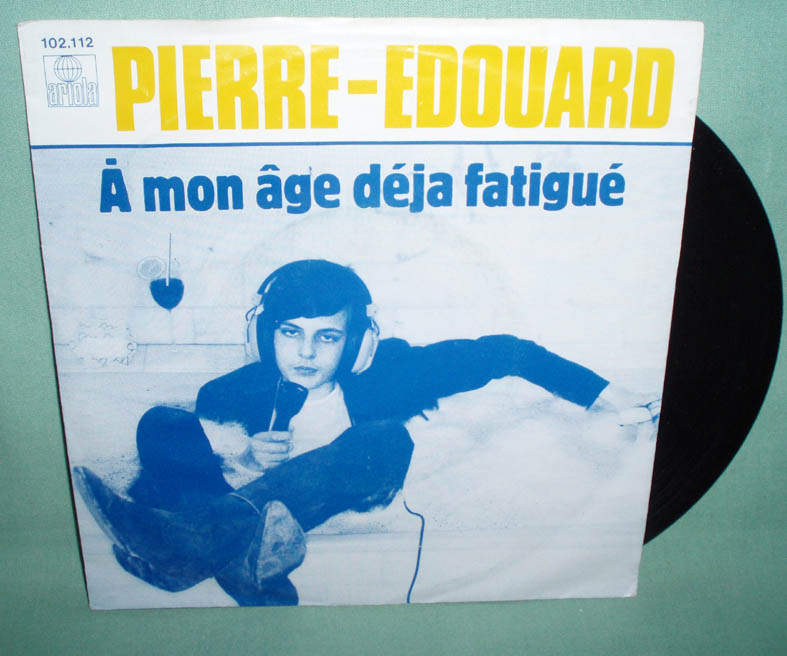 102.112
ariola
PIERRE-EDOUARD
À mon âge déja fatigué